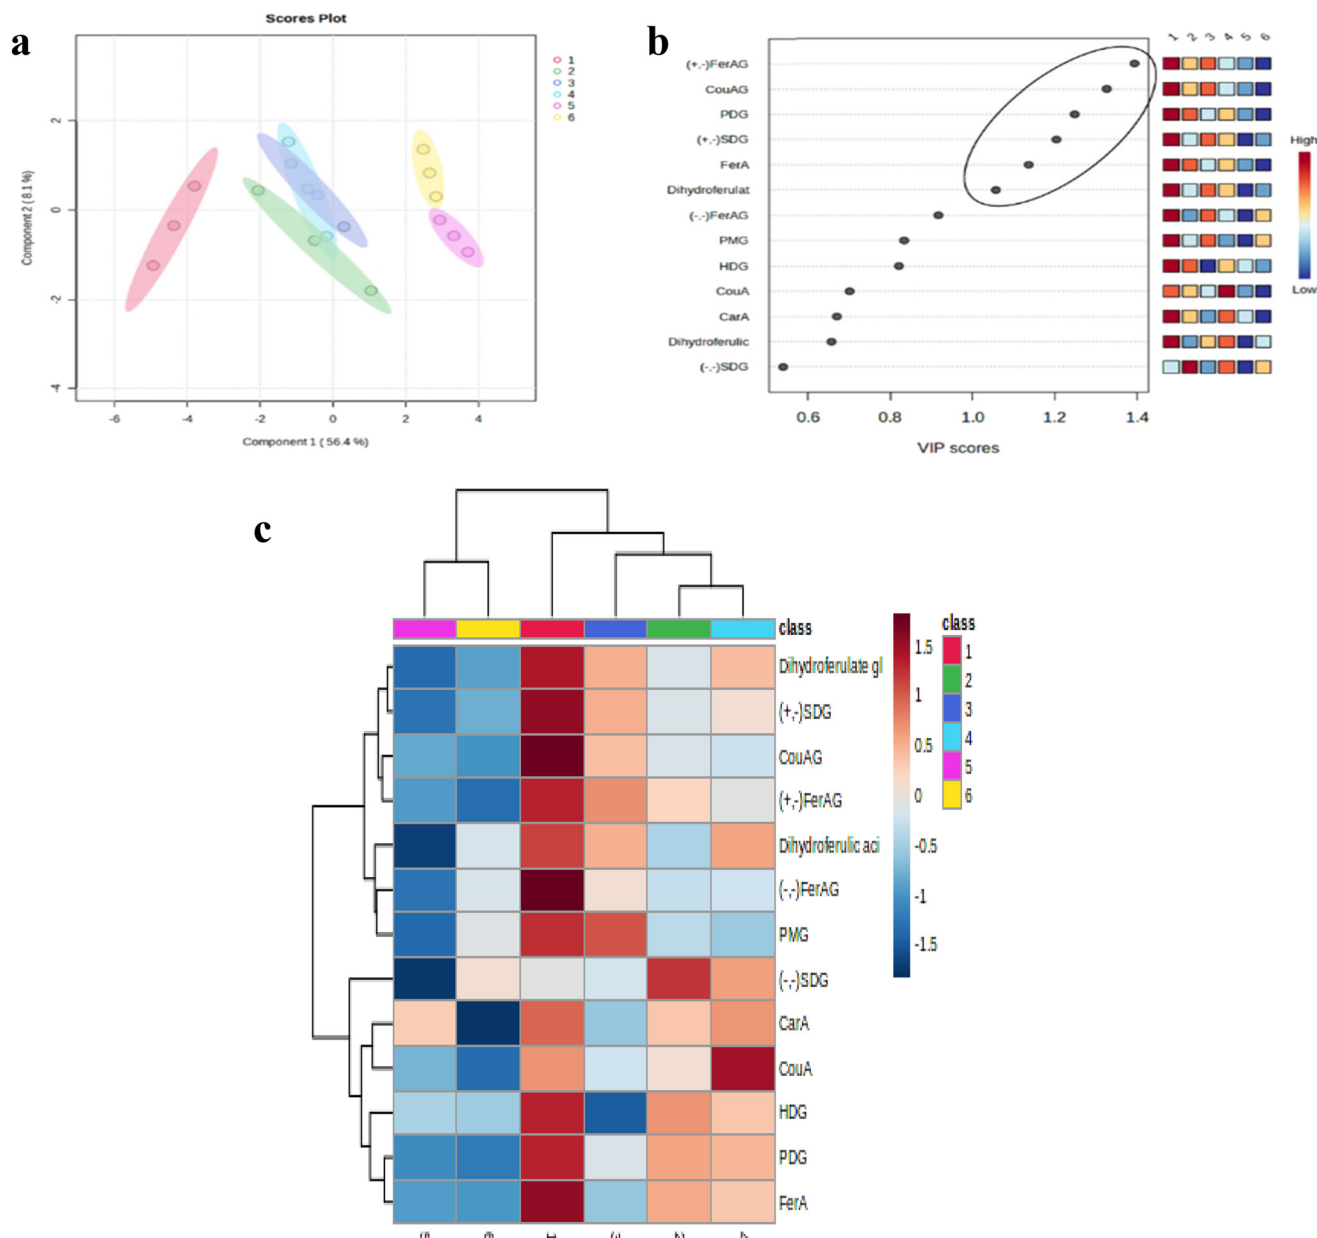 a
Scores Plot
Component 2 ( 8.1 %)
2
0
-2
-4
-6
-4
-2
0
2
4
Component 1 ( 56.4 %)
1
2
3
4
5
6
b
1 2 3 4 5 6
(+,-)FerAG
CouAG
PDG
(+,-)SDG
FerA
Dihydroferulat
(-,-)FerAG
PMG
HDG
CouA
CarA
Dihydroferulic
(-,-)SDG
0.6 0.8 1.0 1.2 1.4
VIP scores
High
Low
c
class
Dihydroferulate gl
(+,-)SDG
CouAG
(+,-)FerAG
Dihydroferulic aci
(-,-)FerAG
PMG
(-,-)SDG
CarA
CouA
HDG
PDG
FerA
1.5
1
0.5
0
-0.5
-1
-1.5
class
1
2
3
4
5
6